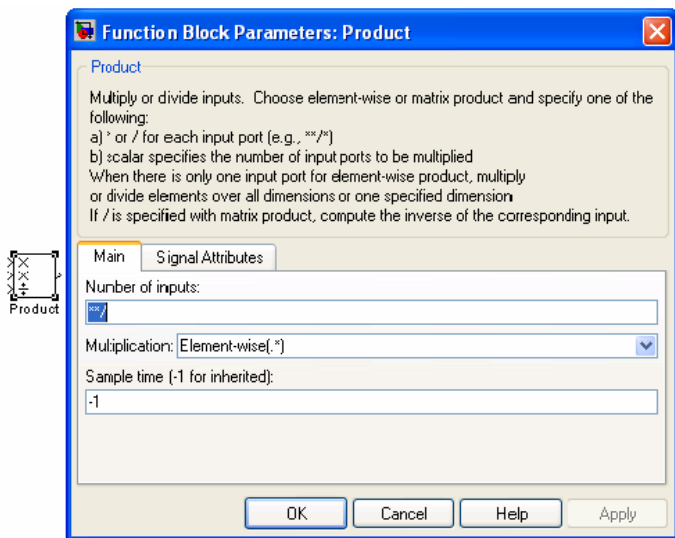 Function Block Parameters: Product
Product
Multiply or divide inputs. Choose element-wise or matrix product and specify one of the
following:
a) * or / for each input port (e.g., **/*)
b) scalar specifies the number of input ports to be multiplied
When there is only one input port for element-wise product, multiply
or divide elements over all dimensions or one specified dimension
If / is specified with matrix product, compute the inverse of the corresponding input.
Main Signal Attributes
Number of inputs:
**/
Multiplication: Element-wise(.*)
Sample time (-1 for inherited):
-1
OK Cancel Help Apply
×
×
÷
Product